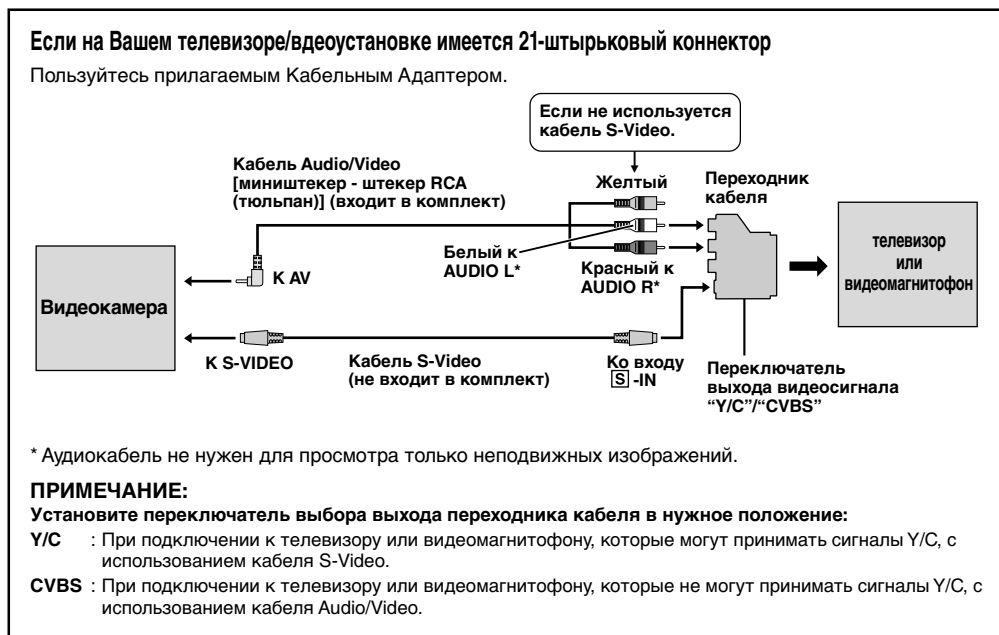 Если на Вашем телевизоре/вдеоустановке имеется 21-штырьковый коннектор
Пользуйтесь прилагаемым Кабельным Адаптером.
Если не используется
кабель S-Video.
Кабель Audio/Video
[миништекер - штекер RCA
(тюльпан)] (входит в комплект)
Желтый
Переходник
кабеля
Белый к
AUDIO L*
Красный к
AUDIO R*
телевизор
или
видеомагнитофон
К AV
Видеокамера
К S-VIDEO
Кабель S-Video
(не входит в комплект)
Ко входу
S -IN
Переключатель
выхода видеосигнала
“Y/C”/“CVBS”
* Аудиокабель не нужен для просмотра только неподвижных изображений.
ПРИМЕЧАНИЕ:
Установите переключатель выбора выхода переходника кабеля в нужное положение:
Y/C : При подключении к телевизору или видеомагнитофону, которые могут принимать сигналы Y/C, с
использованием кабеля S-Video.
CVBS : При подключении к телевизору или видеомагнитофону, которые не могут принимать сигналы Y/C, с
использованием кабеля Audio/Video.